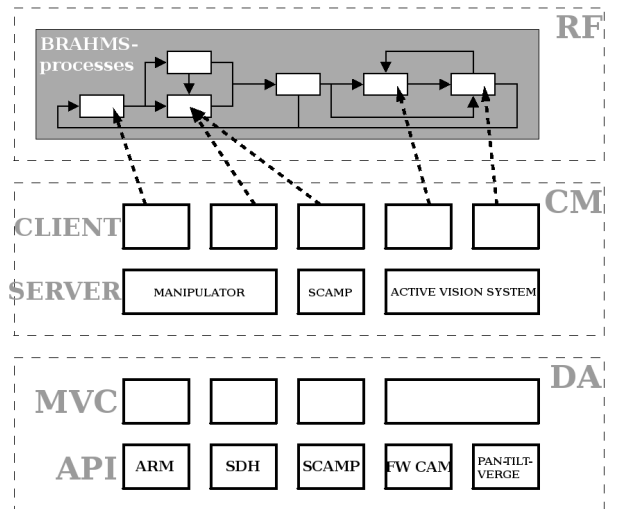 RF
BRAHMS-
processes
CM
CLIENT
SERVER
MANIPULATOR
SCAMP
ACTIVE VISION SYSTEM
DA
MVC
API
ARM
SDH
SCAMP
FW CAM
PAN-TILT-
VERGE